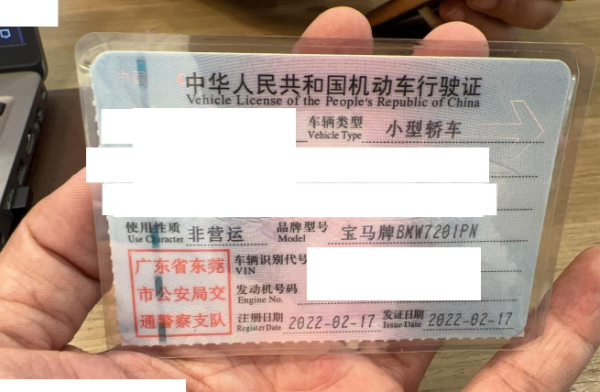 中华人民共和国机动车行驶证
Vehicle License of the People's Republic of China
车辆类型 小型轿车
Vehicle Type
使用性质 非营运 品牌型号 宝马牌BMW7201PN
Use Character Model
广东省东莞
市公安局交
通警察支队
车辆识别代号
VIN
发动机号码
Engine No.
注册日期 2022-02-17 发证日期 2022-02-17
Register Date Issue Date